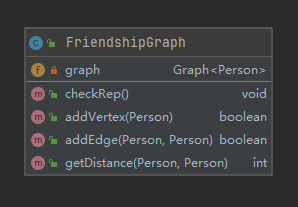 FriendshipGraph
graph Graph<Person>
checkRep() void
addVertex(Person) boolean
addEdge(Person, Person) boolean
getDistance(Person, Person) int